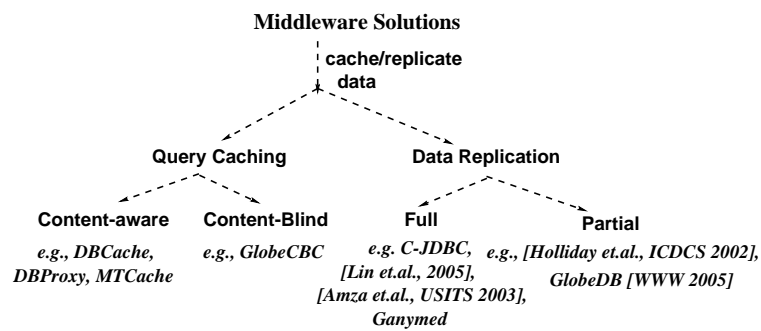 Middleware Solutions
cache/replicate
data
Query Caching
Data Replication
Content-aware
Content-Blind
Full
Partial
e.g., DBCache,
DBProxy, MTCache
e.g., GlobeCBC
e.g. C-JDBC,
[Lin et.al., 2005],
[Amza et.al., USITS 2003],
Ganymed
e.g., [Holliday et.al., ICDCS 2002],
GlobeDB [WWW 2005]